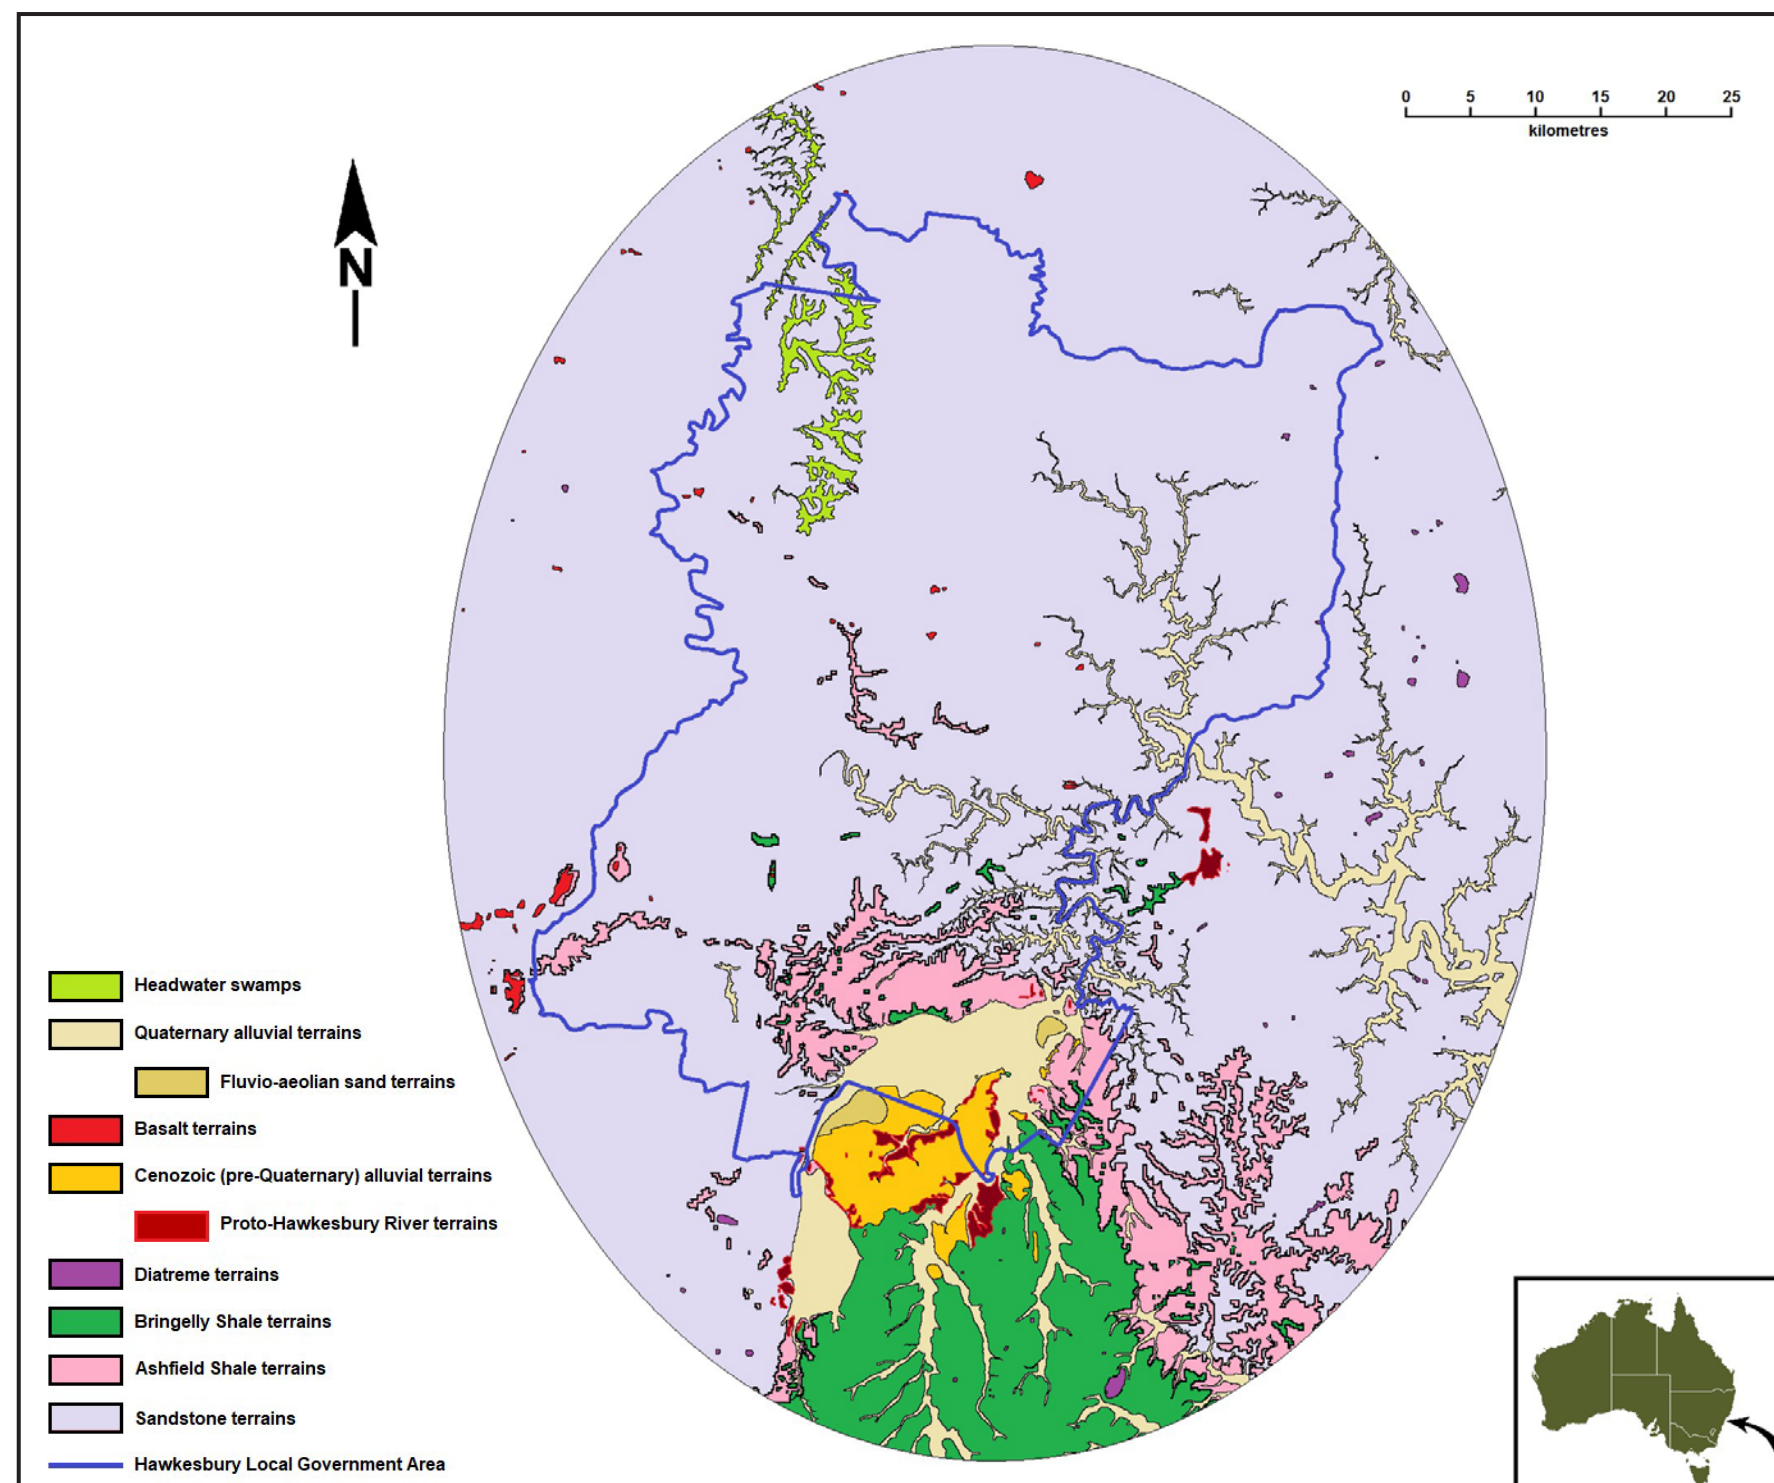 0 5 10 15 20 25
kilometres
N
Headwater swamps
Quaternary alluvial terrains
Fluvio-aeolian sand terrains
Basalt terrains
Cenozoic (pre-Quaternary) alluvial terrains
Proto-Hawkesbury River terrains
Diatreme terrains
Bringelly Shale terrains
Ashfield Shale terrains
Sandstone terrains
Hawkesbury Local Government Area